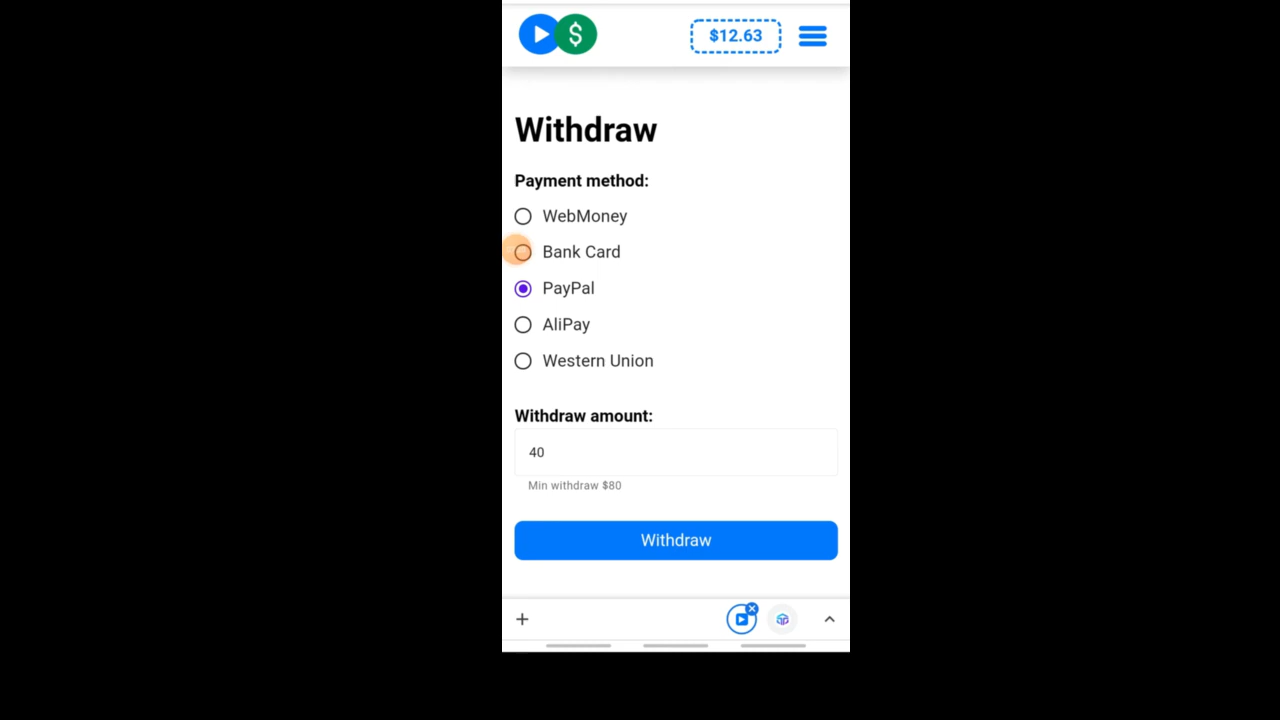 $
$12.63
Withdraw
Payment method:
WebMoney
Bank Card
PayPal
AliPay
Western Union
Withdraw amount:
40
Min withdraw $80
Withdraw